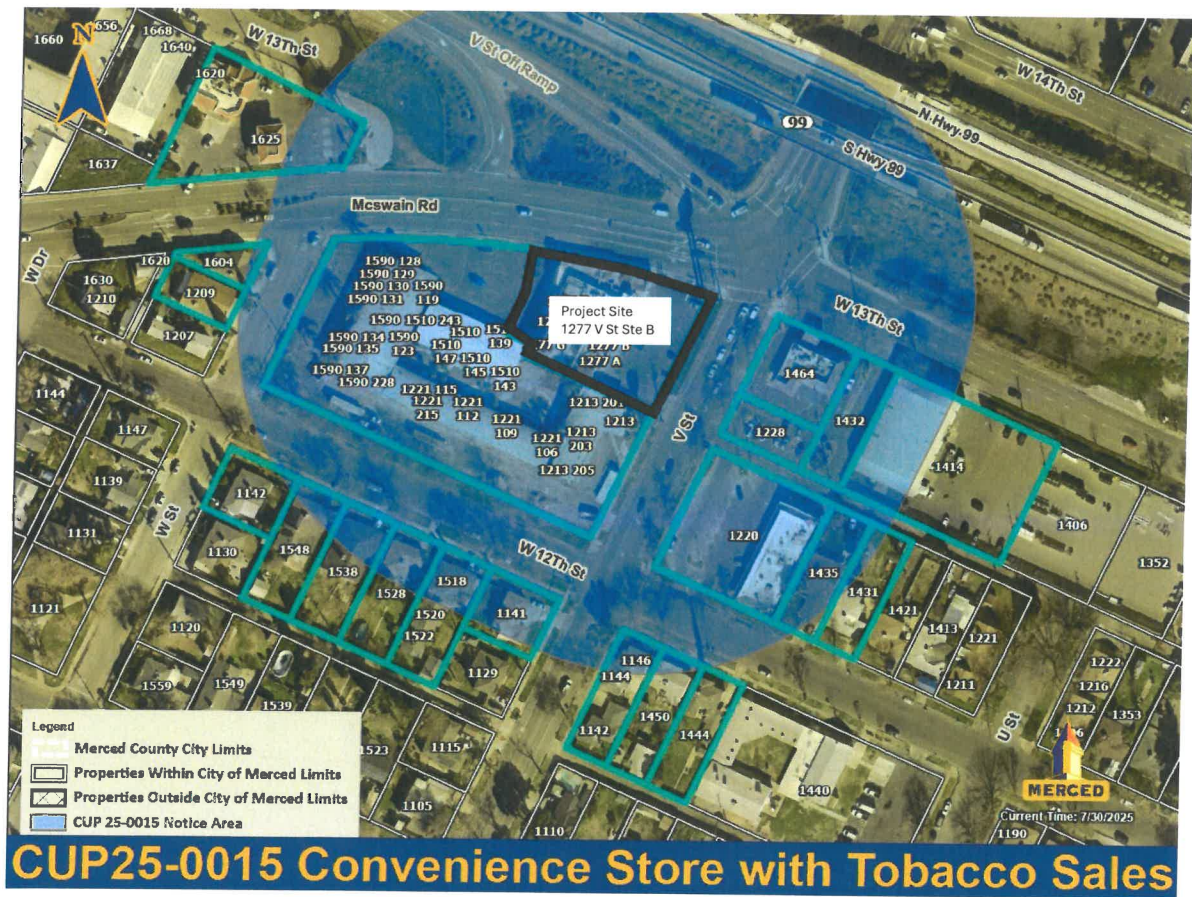 1656
1660
N
1668
1640
W 13Th St
1620
1625
1637
V St Off Ramp
W 14Th St
N Hwy 99
99
S Hwy 99
Mcswain Rd
W Dr
1620
1604
1630
1210
1209
1207
1590 128
1590 129
1590 130 1590
1590 131 119
1590 1510 243
1510
1590 134 1590
1510
139
1590 135 123
147 1510
1590 137
145 1510
1590 228
143
1221 115
1221 1221
215 112
1221
109
1221
106
1213 201
1213
1213
203
1213 205
Project Site
1277 V St Ste B
1277 B
1277 A
W 13Th St
1464
1432
1228
1414
1406
1352
V St
1144
1147
1139
1131
1121
W St
1142
1130
1548
1538
1528
1518
1520
1522
1141
1129
W 12Th St
1220
1435
1431
1421
1413
1221
1211
1120
1559
1549
1539
1523
1115
1105
1146
1144
1142
1450
1444
1440
1110
U St
1222
1216
1212
1353
1190
Legend
Merced County City Limits
Properties Within City of Merced Limits
Properties Outside City of Merced Limits
CUP 25-0015 Notice Area
MERCED
Current Time: 7/30/2025
CUP25-0015 Convenience Store with Tobacco Sales